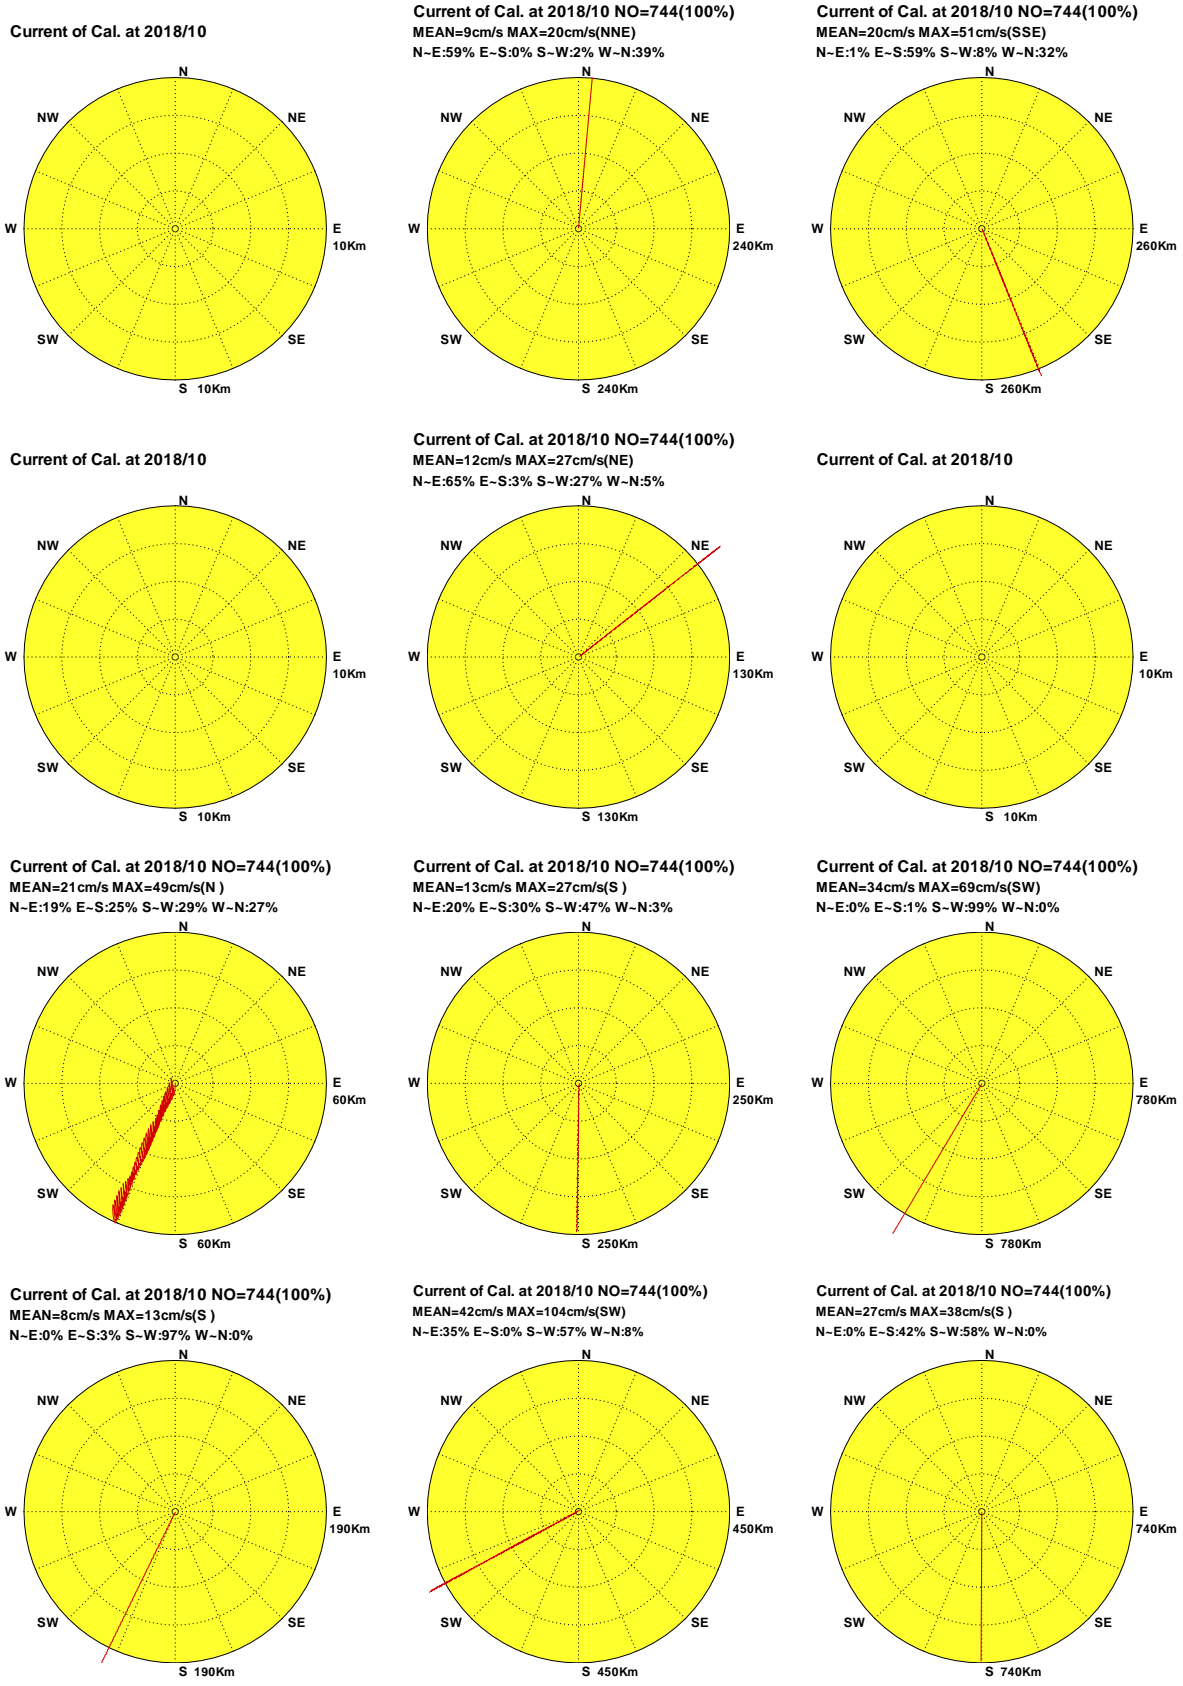 Current of Cal. at 2018/10
N
NW
NE
W
E
10Km
SW
SE
S 10Km
Current of Cal. at 2018/10 NO=744(100%)
MEAN=9cm/s MAX=20cm/s(NNE)
N~E:59% E~S:0% S~W:2% W~N:39%
N
NW
NE
W
E
240Km
SW
SE
S 240Km
Current of Cal. at 2018/10 NO=744(100%)
MEAN=20cm/s MAX=51cm/s(SSE)
N~E:1% E~S:59% S~W:8% W~N:32%
N
NW
NE
W
E
260Km
SW
SE
S 260Km
Current of Cal. at 2018/10
N
NW
NE
W
E
10Km
SW
SE
S 10Km
Current of Cal. at 2018/10 NO=744(100%)
MEAN=12cm/s MAX=27cm/s(NE)
N~E:65% E~S:3% S~W:27% W~N:5%
N
NW
NE
W
E
130Km
SW
SE
S 130Km
Current of Cal. at 2018/10
N
NW
NE
W
E
10Km
SW
SE
S 10Km
Current of Cal. at 2018/10 NO=744(100%)
MEAN=21cm/s MAX=49cm/s(N )
N~E:19% E~S:25% S~W:29% W~N:27%
N
NW
NE
W
E
60Km
SW
SE
S 60Km
Current of Cal. at 2018/10 NO=744(100%)
MEAN=13cm/s MAX=27cm/s(S )
N~E:20% E~S:30% S~W:47% W~N:3%
N
NW
NE
W
E
250Km
SW
SE
S 250Km
Current of Cal. at 2018/10 NO=744(100%)
MEAN=34cm/s MAX=69cm/s(SW)
N~E:0% E~S:1% S~W:99% W~N:0%
N
NW
NE
W
E
780Km
SW
SE
S 780Km
Current of Cal. at 2018/10 NO=744(100%)
MEAN=8cm/s MAX=13cm/s(S )
N~E:0% E~S:3% S~W:97% W~N:0%
N
NW
NE
W
E
190Km
SW
SE
S 190Km
Current of Cal. at 2018/10 NO=744(100%)
MEAN=42cm/s MAX=104cm/s(SW)
N~E:35% E~S:0% S~W:57% W~N:8%
N
NW
NE
W
E
450Km
SW
SE
S 450Km
Current of Cal. at 2018/10 NO=744(100%)
MEAN=27cm/s MAX=38cm/s(S )
N~E:0% E~S:42% S~W:58% W~N:0%
N
NW
NE
W
E
740Km
SW
SE
S 740Km